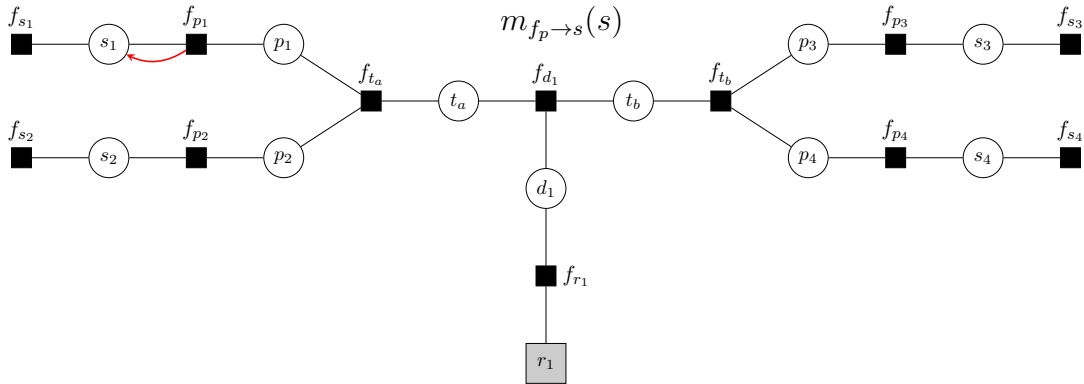 m_{f_p→s}(s)
f_{s_1} s_1 f_{p_1} p_1
f_{s_2} s_2 f_{p_2} p_2
f_{t_a} t_a f_{d_1} t_b f_{t_b}
p_3 f_{p_3} s_3 f_{s_3}
p_4 f_{p_4} s_4 f_{s_4}
d_1
f_{r_1}
r_1